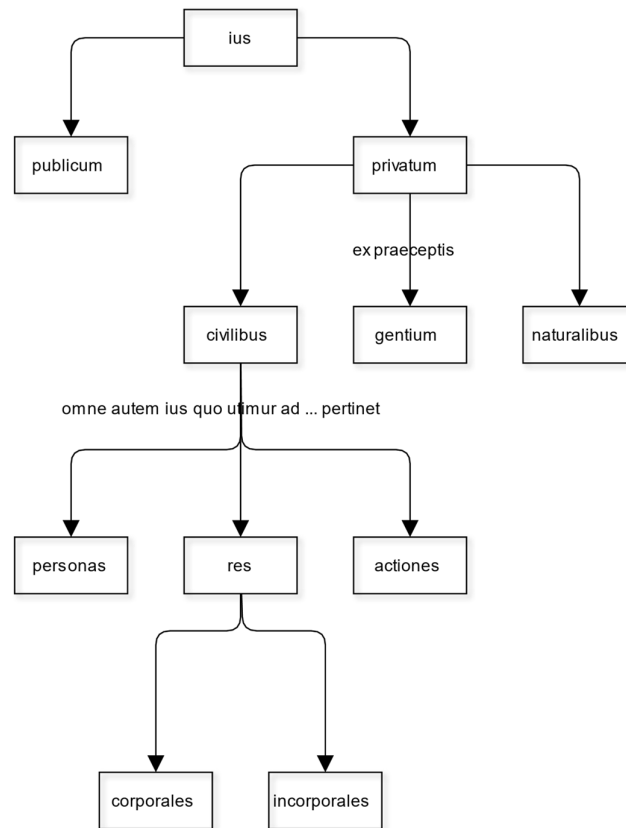 ius
publicum
privatum
ex praeceptis
civilibus
gentium
naturalibus
omne autem ius quo utimur ad ... pertinet
personas
res
actiones
corporales
incorporales